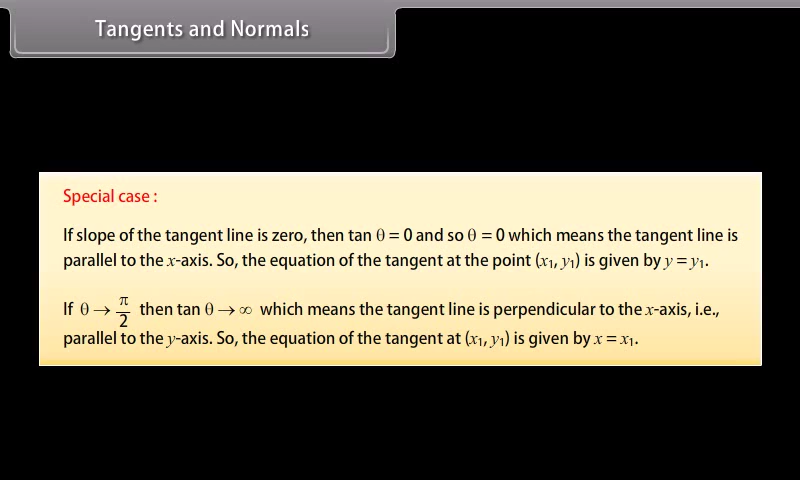 Tangents and Normals
Special case :
If slope of the tangent line is zero, then tan θ = 0 and so θ = 0 which means the tangent line is
parallel to the x-axis. So, the equation of the tangent at the point (x₁, y₁) is given by y = y₁.
If θ → π/2 then tan θ → ∞ which means the tangent line is perpendicular to the x-axis, i.e.,
parallel to the y-axis. So, the equation of the tangent at (x₁, y₁) is given by x = x₁.